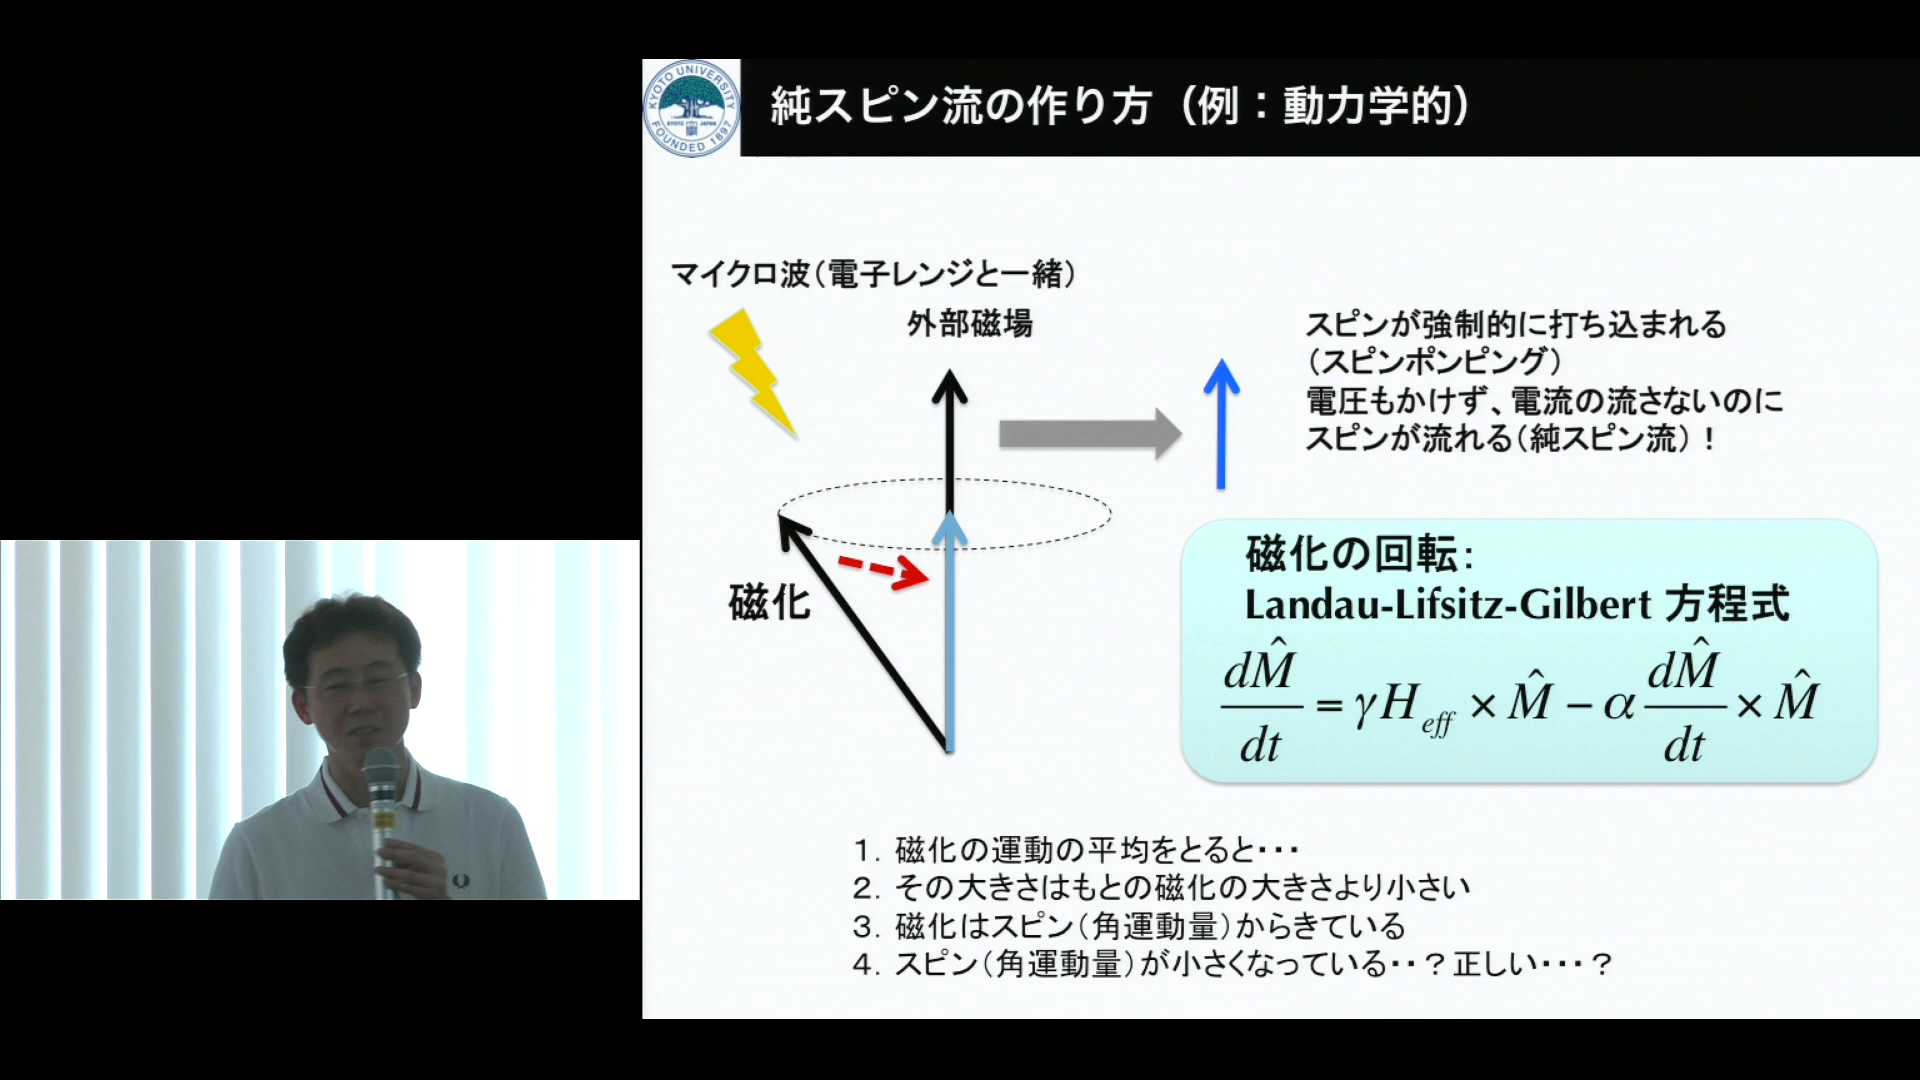 KYOTO UNIVERSITY
KYOTO JAPAN
FOUNDED 1897
純スピン流の作り方（例：動力学的）
マイクロ波（電子レンジと一緒）
外部磁場
スピンが強制的に打ち込まれる
（スピンポンピング）
電圧もかけず、電流の流さないのに
スピンが流れる（純スピン流）！
磁化
磁化の回転：
Landau-Lifsitz-Gilbert 方程式
dM̂/dt = γH_eff × M̂ − α dM̂/dt × M̂
1. 磁化の運動の平均をとると・・・
2. その大きさはもとの磁化の大きさより小さい
3. 磁化はスピン（角運動量）からきている
4. スピン（角運動量）が小さくなっている・・？正しい・・・？